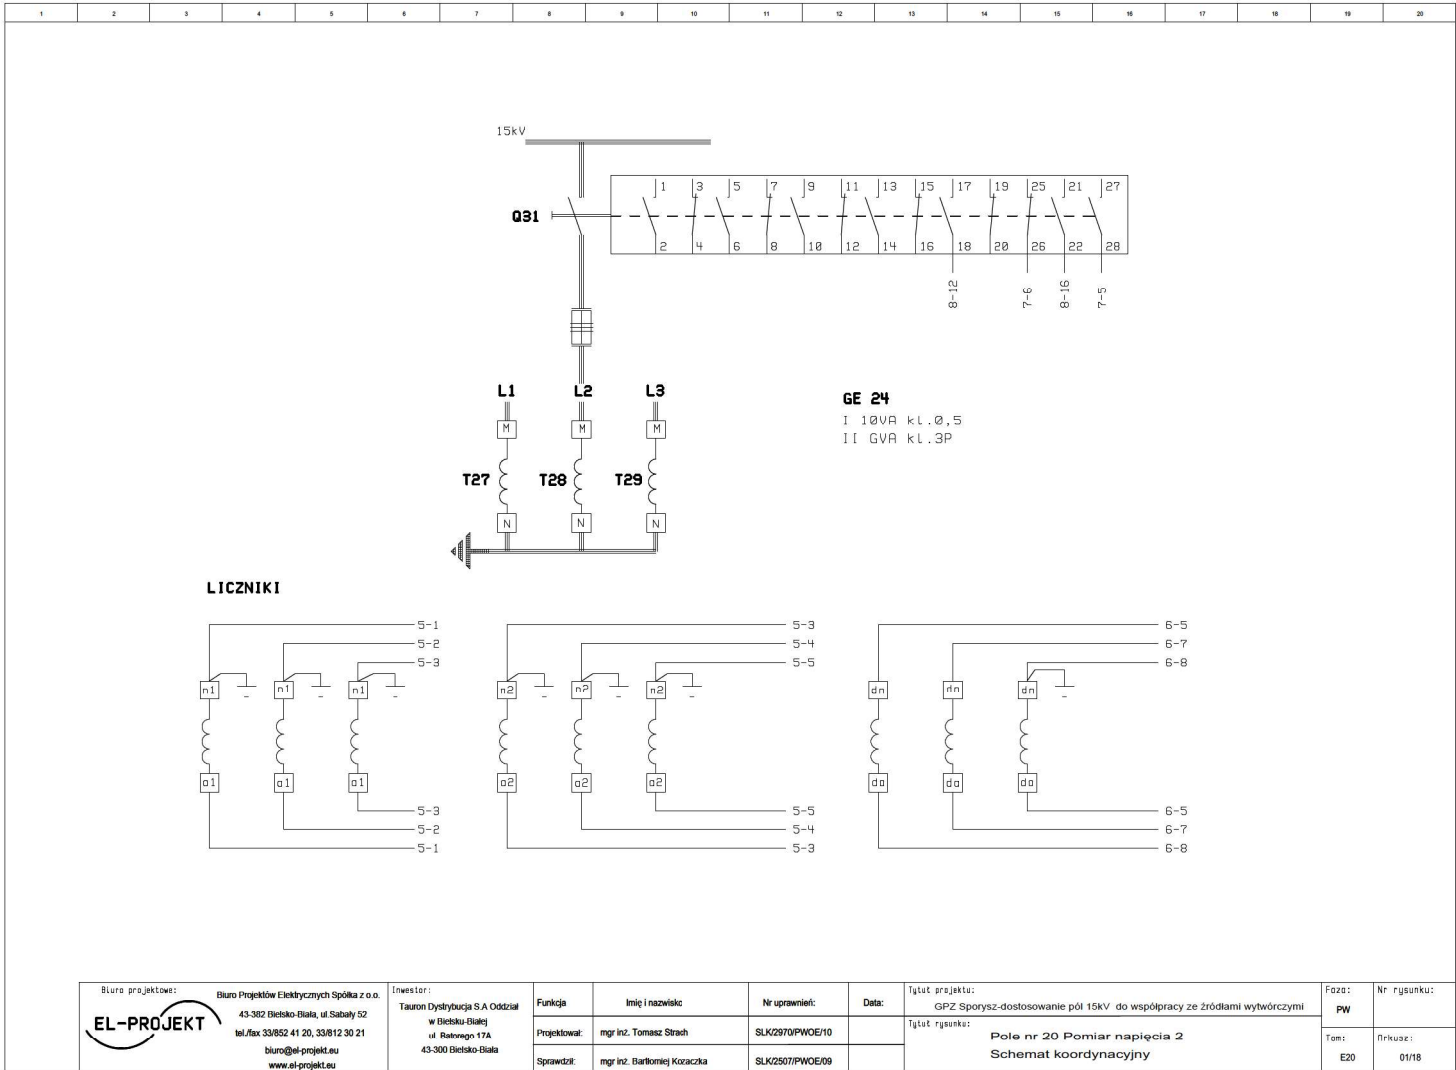 1 2 3 4 5 6 7 8 9 10 11 12 13 14 15 16 17 18 19 20
15kV
Q31
1 3 5 7 9 11 13 15 17 19 25 21 27
2 4 6 8 10 12 14 16 18 20 26 22 28
8-12 7-6 8-16 7-5
L1 L2 L3
GE 24
I 10VA kl.0,5
II GVA kl.3P
M M M
T27 T28 T29
N N N
LICZNIKI
5-1 5-3 6-5
5-2 5-4 6-7
5-3 5-5 6-8
n1 n1 n1 n2 n2 n2 dn dn dn
a1 a1 a1 a2 a2 a2 da da da
5-3 5-5 6-5
5-2 5-4 6-7
5-1 5-3 6-8
Biuro projektowe:
EL-PROJEKT
Biuro Projektów Elektrycznych Spółka z o.o.
43-382 Bielsko-Biała, ul.Sabały 52
tel./fax 33/852 41 20, 33/812 30 21
biuro@el-projekt.eu
www.el-projekt.eu
Inwestor:
Tauron Dystrybucja S.A Oddział
w Bielsku-Białej
ul. Batorego 17A
43-300 Bielsko-Biała
Funkcja Imię i nazwisko Nr uprawnień: Data:
Projektował: mgr inż. Tomasz Strach SLK/2970/PWOE/10
Sprawdził: mgr inż. Bartłomiej Kozaczka SLK/2507/PWOE/09
Tytuł projektu:
GPZ Sporysz-dostosowanie pól 15kV do współpracy ze źródłami wytwórczymi
Tytuł rysunku:
Pole nr 20 Pomiar napięcia 2
Schemat koordynacyjny
Faza:
PW
Nr rysunku:
Tom:
E20
Arkusz:
01/18